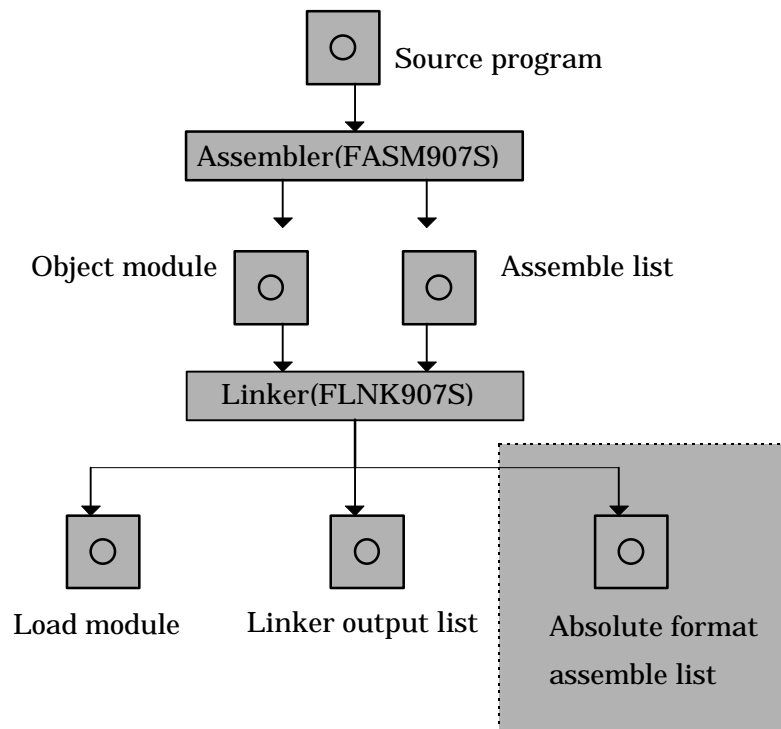 Source program
Assembler(FASM907S)
Object module
Assemble list
Linker(FLNK907S)
Load module
Linker output list
Absolute format
assemble list